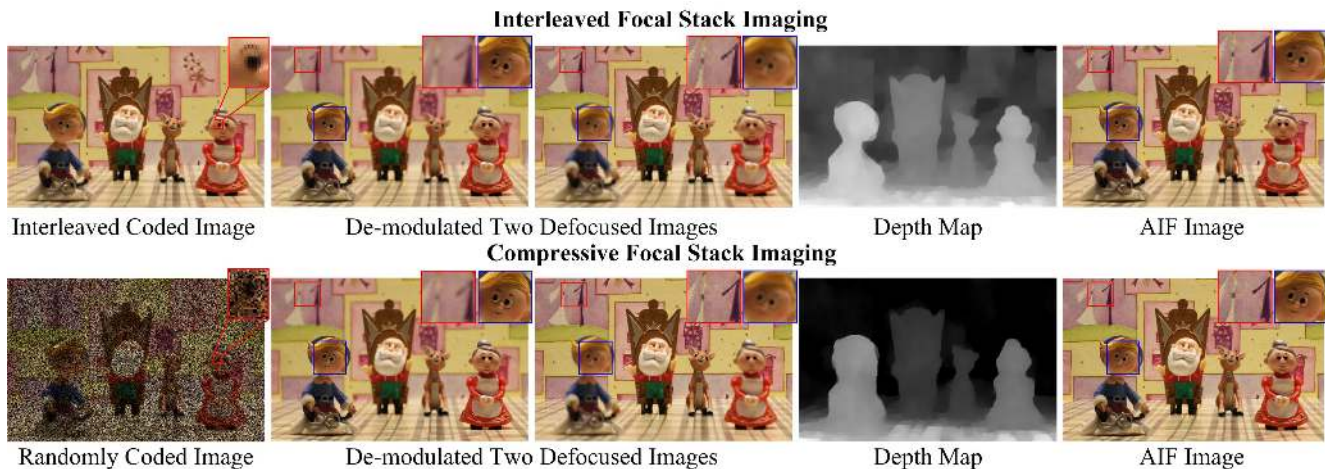 Interleaved Focal Stack Imaging
Interleaved Coded Image
De-modulated Two Defocused Images
Depth Map
AIF Image
Compressive Focal Stack Imaging
Randomly Coded Image
De-modulated Two Defocused Images
Depth Map
AIF Image